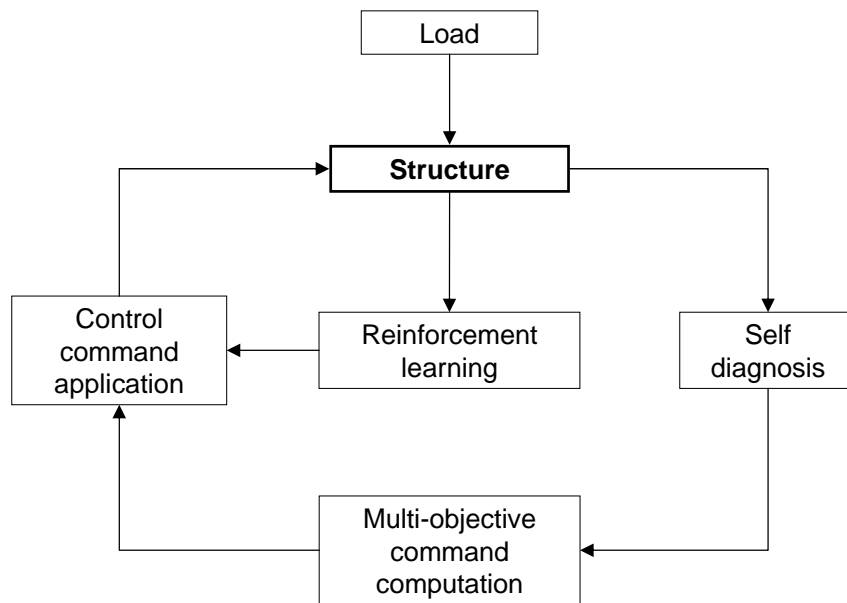 Load
Structure
Control
command
application
Reinforcement
learning
Self
diagnosis
Multi-objective
command
computation